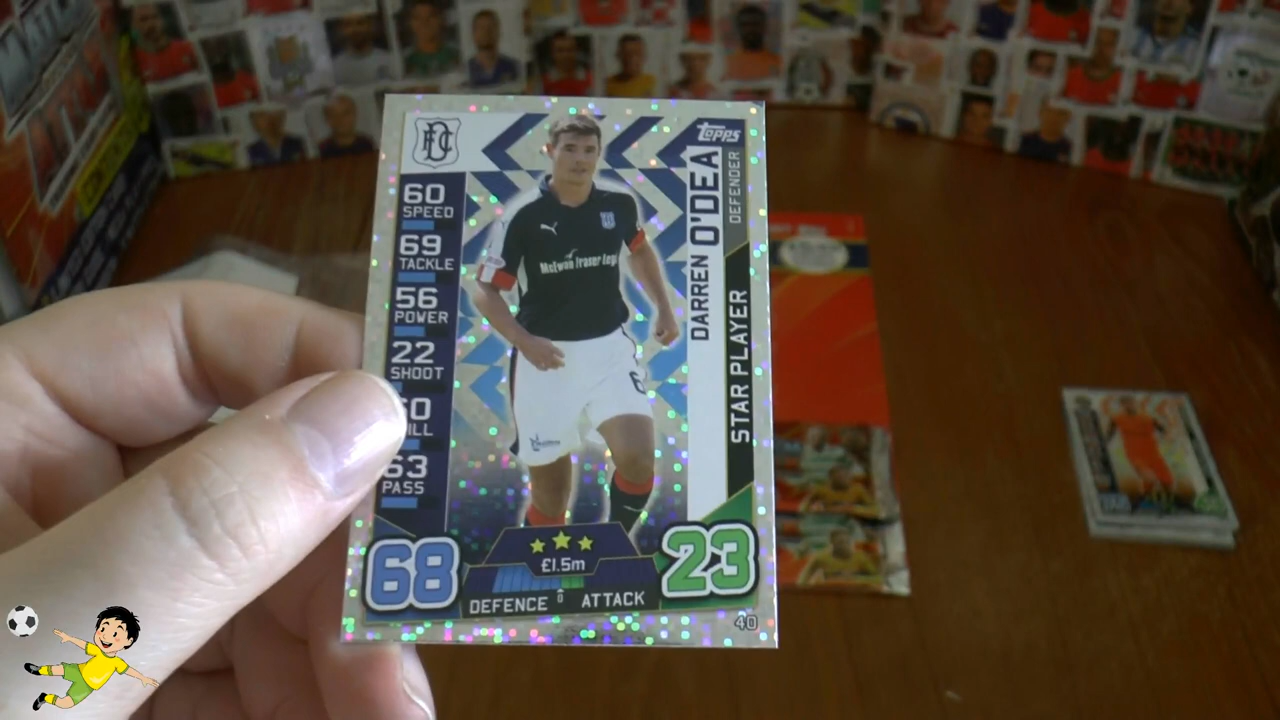 DFC
Topps
DARREN O'DEA
DEFENDER
STAR PLAYER
60
SPEED
69
TACKLE
56
POWER
22
SHOOT
63
PASS
McEwan Fraser Legal
6
£1.5m
68
DEFENCE
ATTACK
23
40